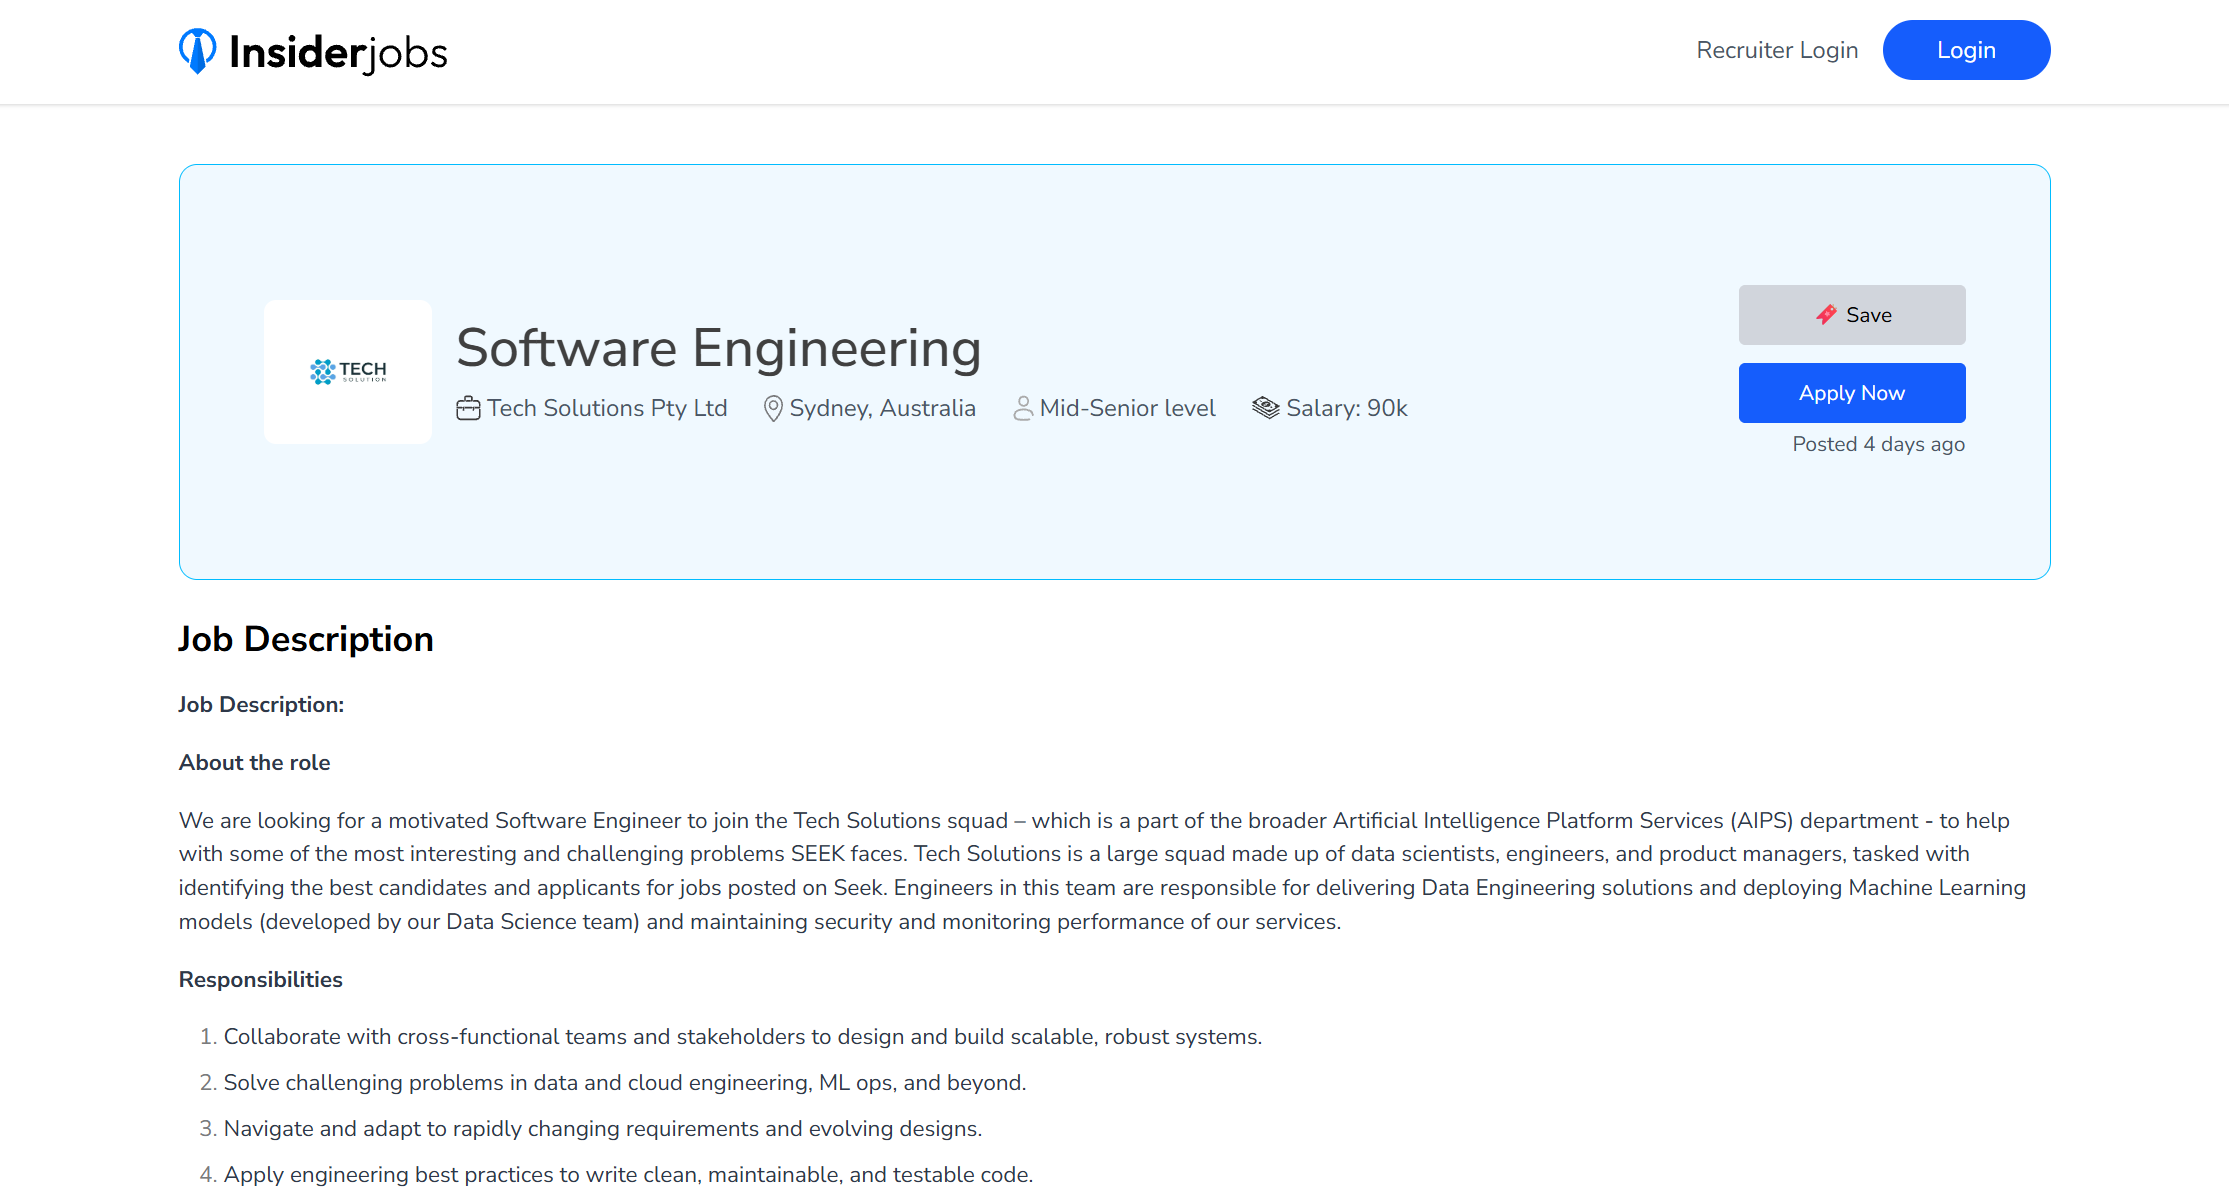 Insiderjobs
Recruiter Login
Login
TECH
SOLUTION
Software Engineering
Tech Solutions Pty Ltd
Sydney, Australia
Mid-Senior level
Salary: 90k
Save
Apply Now
Posted 4 days ago
Job Description
Job Description:
About the role
We are looking for a motivated Software Engineer to join the Tech Solutions squad – which is a part of the broader Artificial Intelligence Platform Services (AIPS) department - to help
with some of the most interesting and challenging problems SEEK faces. Tech Solutions is a large squad made up of data scientists, engineers, and product managers, tasked with
identifying the best candidates and applicants for jobs posted on Seek. Engineers in this team are responsible for delivering Data Engineering solutions and deploying Machine Learning
models (developed by our Data Science team) and maintaining security and monitoring performance of our services.
Responsibilities
1. Collaborate with cross-functional teams and stakeholders to design and build scalable, robust systems.
2. Solve challenging problems in data and cloud engineering, ML ops, and beyond.
3. Navigate and adapt to rapidly changing requirements and evolving designs.
4. Apply engineering best practices to write clean, maintainable, and testable code.